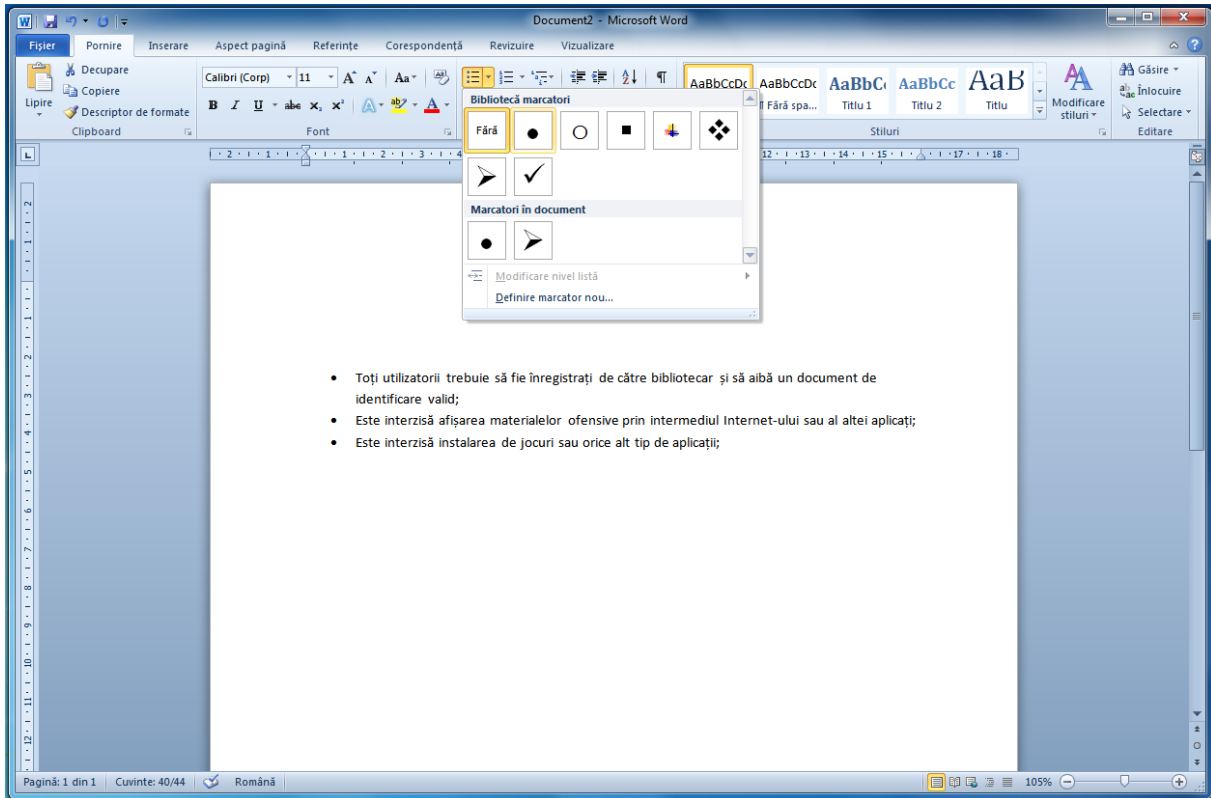 Document2 - Microsoft Word
Fișier Pornire Inserare Aspect pagină Referințe Corespondență Revizuire Vizualizare
Lipire
Decupare
Copiere
Descriptor de formate
Clipboard
Calibri (Corp) 11
Font
AaBbCcDc AaBbCcDc AaBbC AaBbCc AaB
¶ Fără spa... Titlu 1 Titlu 2 Titlu
Modificare
stiluri
Stiluri
Găsire
Înlocuire
Selectare
Editare
Bibliotecă marcatori
Fără
Marcatori în document
Modificare nivel listă
Definire marcator nou...
• Toți utilizatorii trebuie să fie înregistrați de către bibliotecar și să aibă un document de
identificare valid;
• Este interzisă afișarea materialelor ofensive prin intermediul Internet-ului sau al altei aplicați;
• Este interzisă instalarea de jocuri sau orice alt tip de aplicații;
Pagină: 1 din 1 Cuvinte: 40/44 Română 105%